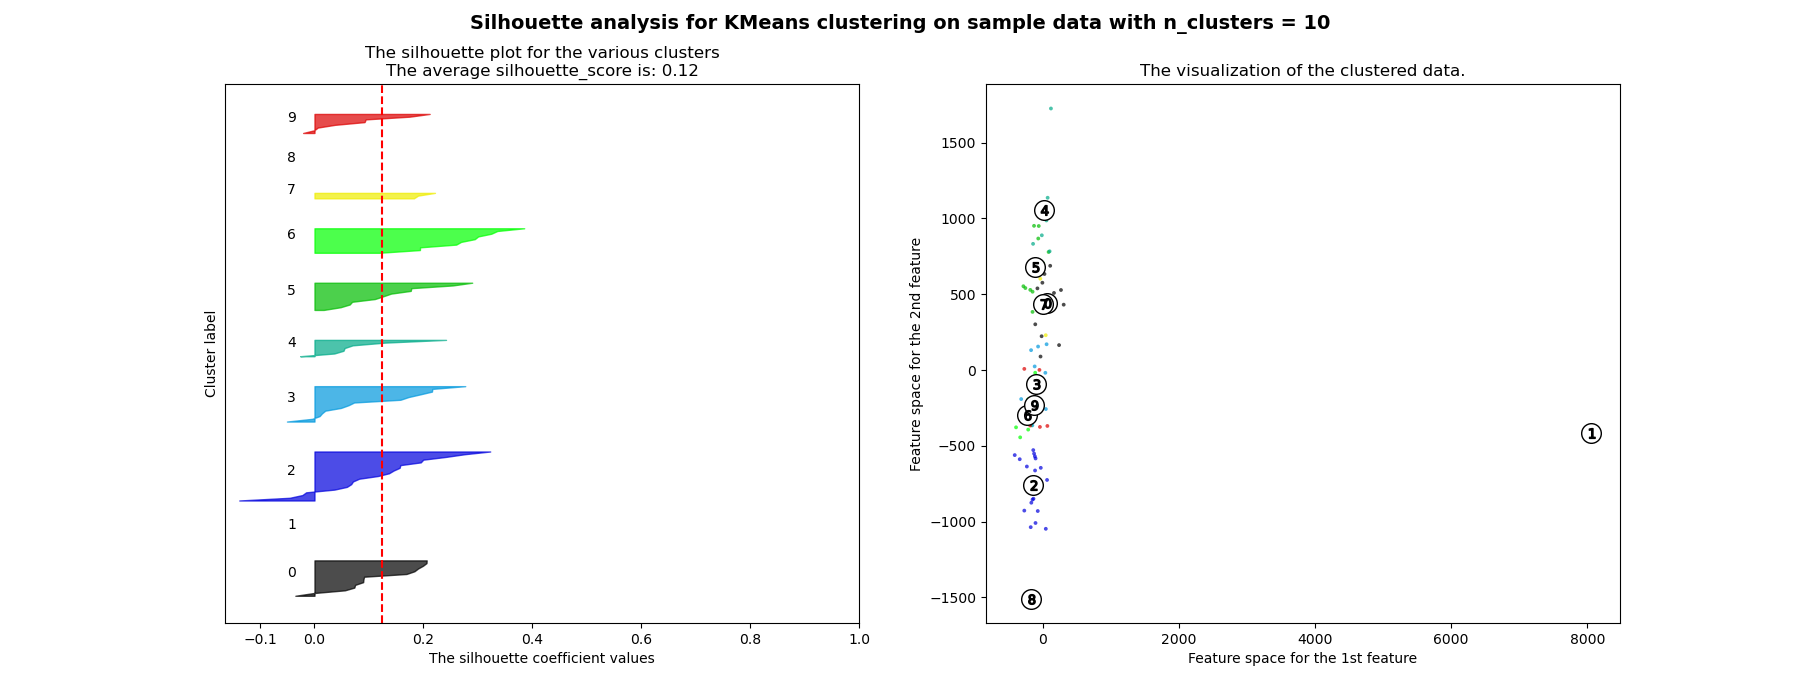 Silhouette analysis for KMeans clustering on sample data with n_clusters = 10
The silhouette plot for the various clusters
The average silhouette_score is: 0.12
Cluster label
9
8
7
6
5
4
3
2
1
0
−0.1 0.0 0.2 0.4 0.6 0.8 1.0
The silhouette coefficient values
The visualization of the clustered data.
Feature space for the 2nd feature
1500
1000
500
0
−500
−1000
−1500
4
5
7 0
3
9
6
1
2
8
0 2000 4000 6000 8000
Feature space for the 1st feature